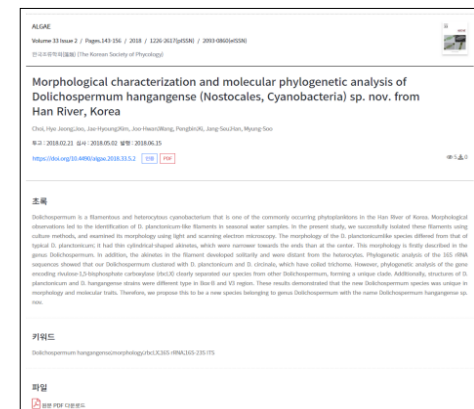 ALGAE
Volume 33 Issue 2 / Pages.143-156 / 2018 / 1226-2617(pISSN) / 2093-0860(eISSN)
한국조류학회(藻類) (The Korean Society of Phycology)
Morphological characterization and molecular phylogenetic analysis of
Dolichospermum hangangense (Nostocales, Cyanobacteria) sp. nov. from
Han River, Korea
Choi, Hye Jeong;Joo, Jae-Hyoung;Kim, Joo-Hwan;Wang, Pengbin;Ki, Jang-Seu;Han, Myung-Soo
투고 : 2018.02.21 심사 : 2018.05.02 발행 : 2018.06.15
https://doi.org/10.4490/algae.2018.33.5.2 인용 PDF
5 0
초록
Dolichospermum is a filamentous and heterocytous cyanobacterium that is one of the commonly occurring phytoplanktons in the Han River of Korea. Morphological
observations led to the identification of D. planctonicum-like filaments in seasonal water samples. In the present study, we successfully isolated these filaments using
culture methods, and examined its morphology using light and scanning electron microscopy. The morphology of the D. planctonicumlike species differed from that of
typical D. planctonicum; it had thin cylindrical-shaped akinetes, which were narrower towards the ends than at the center. This morphology is firstly described in the
genus Dolichospermum. In addition, the akinetes in the filament developed solitarily and were distant from the heterocytes. Phylogenetic analysis of the 16S rRNA
sequences showed that our Dolichospermum clustered with D. planctonicum and D. circinale, which have coiled trichome. However, phylogenetic analysis of the gene
encoding ribulose-1,5-bisphosphate carboxylase (rbcLX) clearly separated our species from other Dolichospermum, forming a unique clade. Additionally, structures of D.
planctonicum and D. hangangense strains were different type in Box-B and V3 region. These results demonstrated that the new Dolichospermum species was unique in
morphology and molecular traits. Therefore, we propose this to be a new species belonging to genus Dolichospermum with the name Dolichospermum hangangense sp.
nov.
키워드
Dolichospermum hangangense;morphology;rbcLX;16S rRNA;16S-23S ITS
파일
원문 PDF 다운로드